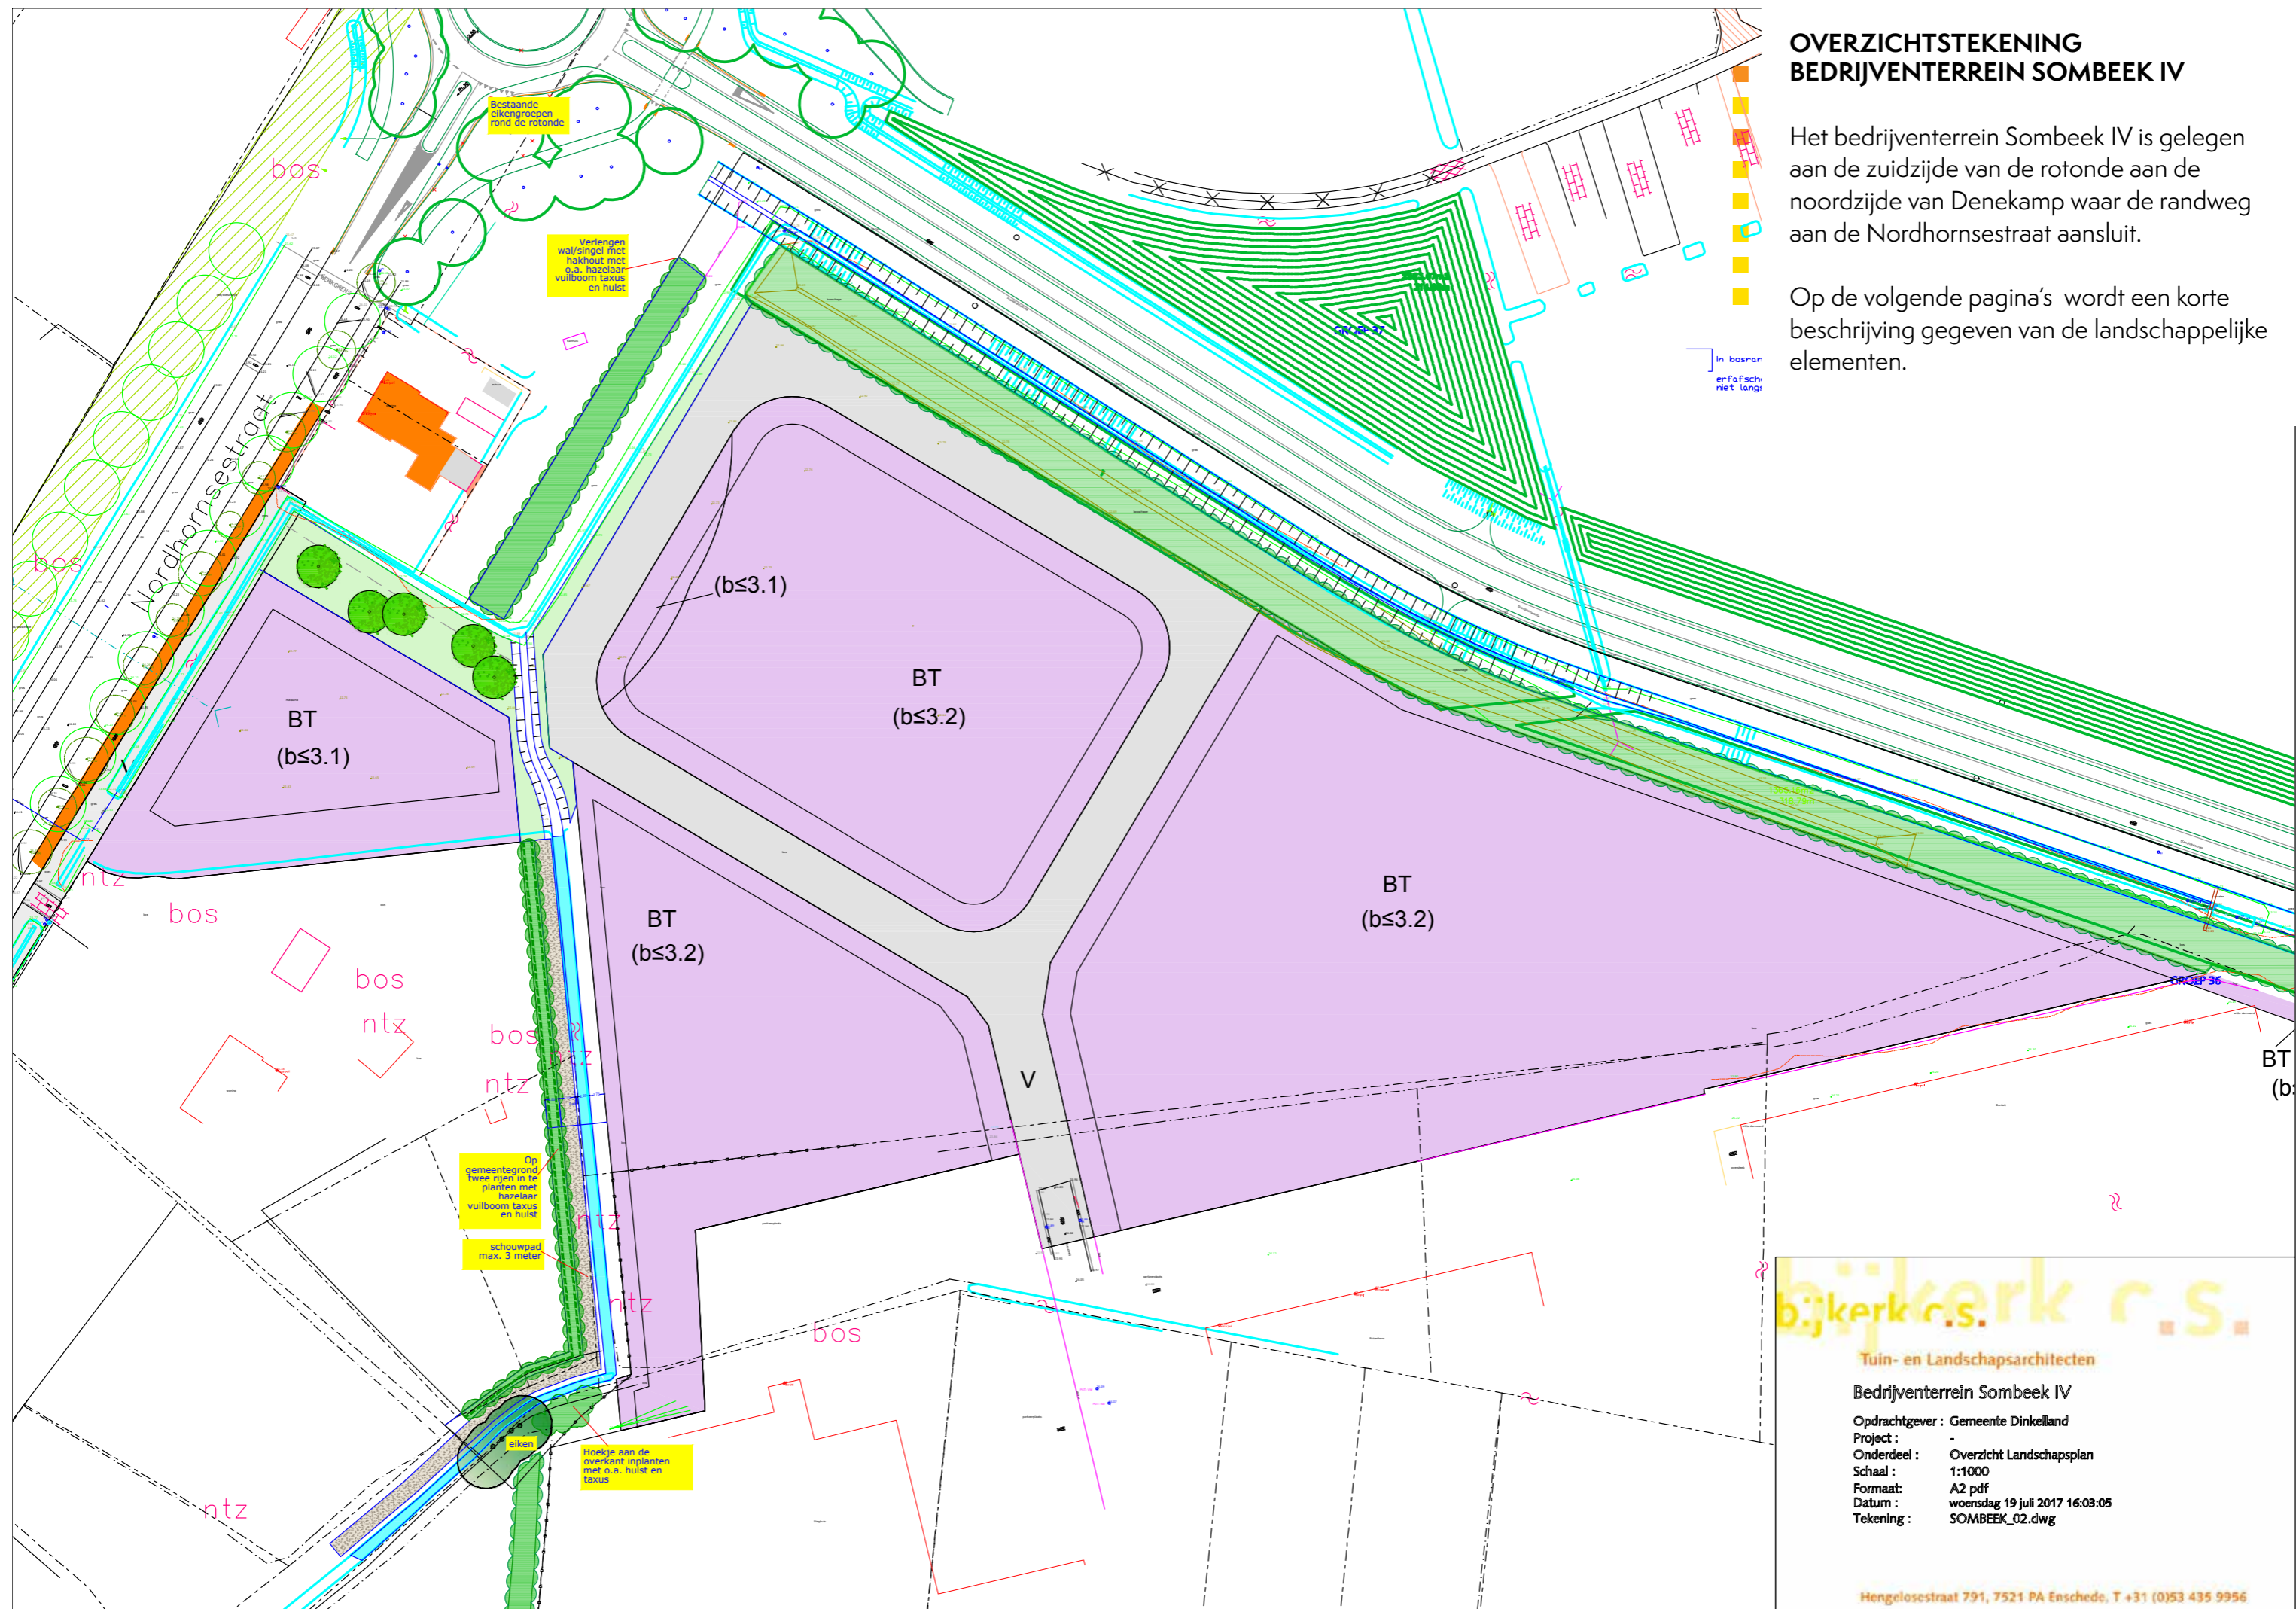 OVERZICHTSTEKENING
BEDRIJVENTERREIN SOMBEEK IV
Het bedrijventerrein Sombeek IV is gelegen
aan de zuidzijde van de rotonde aan de
noordzijde van Denekamp waar de randweg
aan de Nordhornsestraat aansluit.
Op de volgende pagina's wordt een korte
beschrijving gegeven van de landschappelijke
elementen.
Bestaande
eikengroepen
rond de rotonde
bos
Verlengen
wal/singel met
hakhout met
o.a. hazelaar
vuilboom taxus
en hulst
GROEP 37
erfafsch
niet lang
Nordhornsestraat
bos
(b≤3.1)
BT
(b≤3.2)
BT
(b≤3.1)
V
BT
(b≤3.2)
BT
(b≤3.2)
ntz
bos
bos
ntz
bos
ntz
ntz
GROEP 36
BT
(b≤
V
Op
gemeentegrond
twee rijen in te
planten met
hazelaar
vuilboom taxus
en hulst
ntz
schouwpad
max. 3 meter
ntz
bos
eiken
Hoekje aan de
overkant inplanten
met o.a. hulst en
taxus
ntz
bijkerk c.s.
bijkerk c.s.
Tuin- en Landschapsarchitecten
Bedrijventerrein Sombeek IV
Opdrachtgever : Gemeente Dinkelland
Project : -
Onderdeel : Overzicht Landschapsplan
Schaal : 1:1000
Formaat: A2 pdf
Datum : woensdag 19 juli 2017 16:03:05
Tekening : SOMBEEK_02.dwg
Hengelosestraat 791, 7521 PA Enschede, T +31 (0)53 435 9956